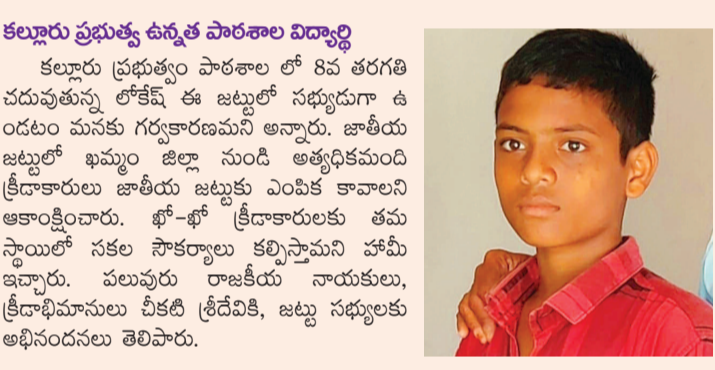 కల్లూరు ప్రభుత్వ ఉన్నత పాఠశాల విద్యార్థి
కల్లూరు ప్రభుత్వం పాఠశాల లో 8వ తరగతి
చదువుతున్న లోకేష్ ఈ జట్టులో సభ్యుడుగా ఉ
ండటం మనకు గర్వకారణమని అన్నారు. జాతీయ
జట్టులో ఖమ్మం జిల్లా నుండి అత్యధికమంది
క్రీడాకారులు జాతీయ జట్టుకు ఎంపిక కావాలని
ఆకాంక్షించారు. ఖో-ఖో క్రీడాకారులకు తమ
స్థాయిలో సకల సౌకర్యాలు కల్పిస్తామని హామీ
ఇచ్చారు. పలువురు రాజకీయ నాయకులు,
క్రీడాభిమానులు చీకటి శ్రీదేవికి, జట్టు సభ్యులకు
అభినందనలు తెలిపారు.